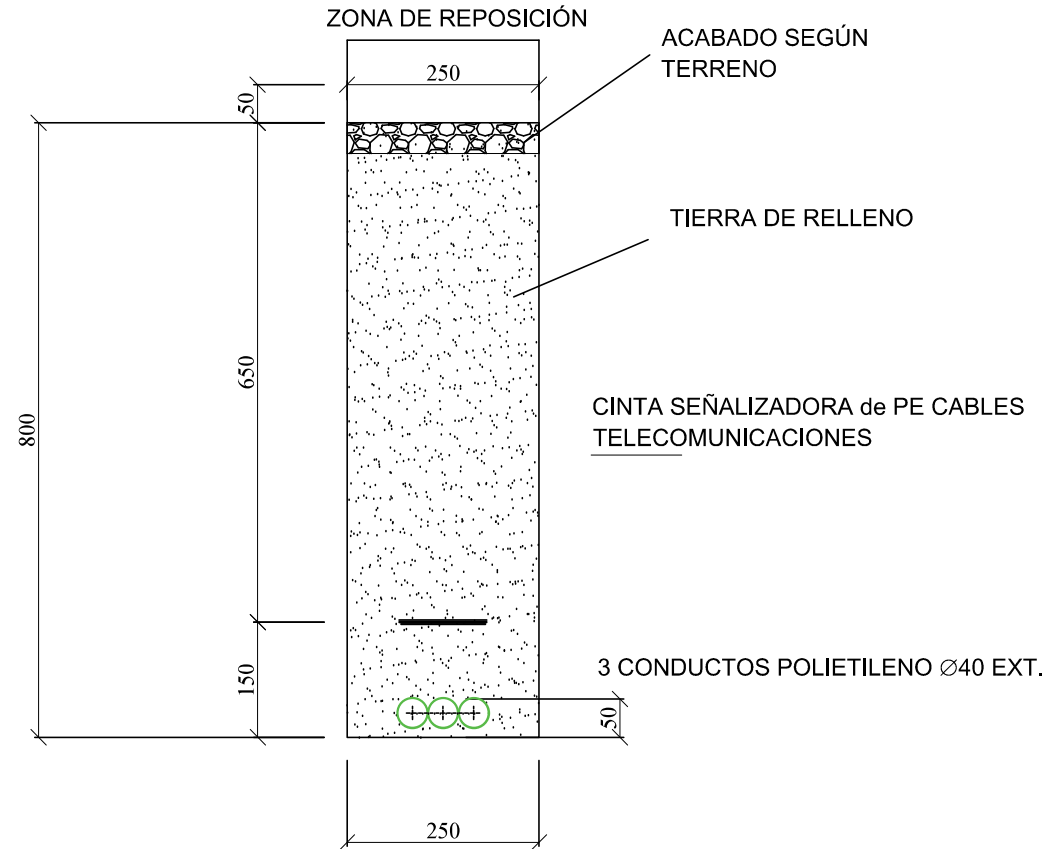 ZONA DE REPOSICIÓN
ACABADO SEGÚN
TERRENO
250
50
TIERRA DE RELLENO
650
800
CINTA SEÑALIZADORA de PE CABLES
TELECOMUNICACIONES
150
3 CONDUCTOS POLIETILENO Ø40 EXT.
50
250